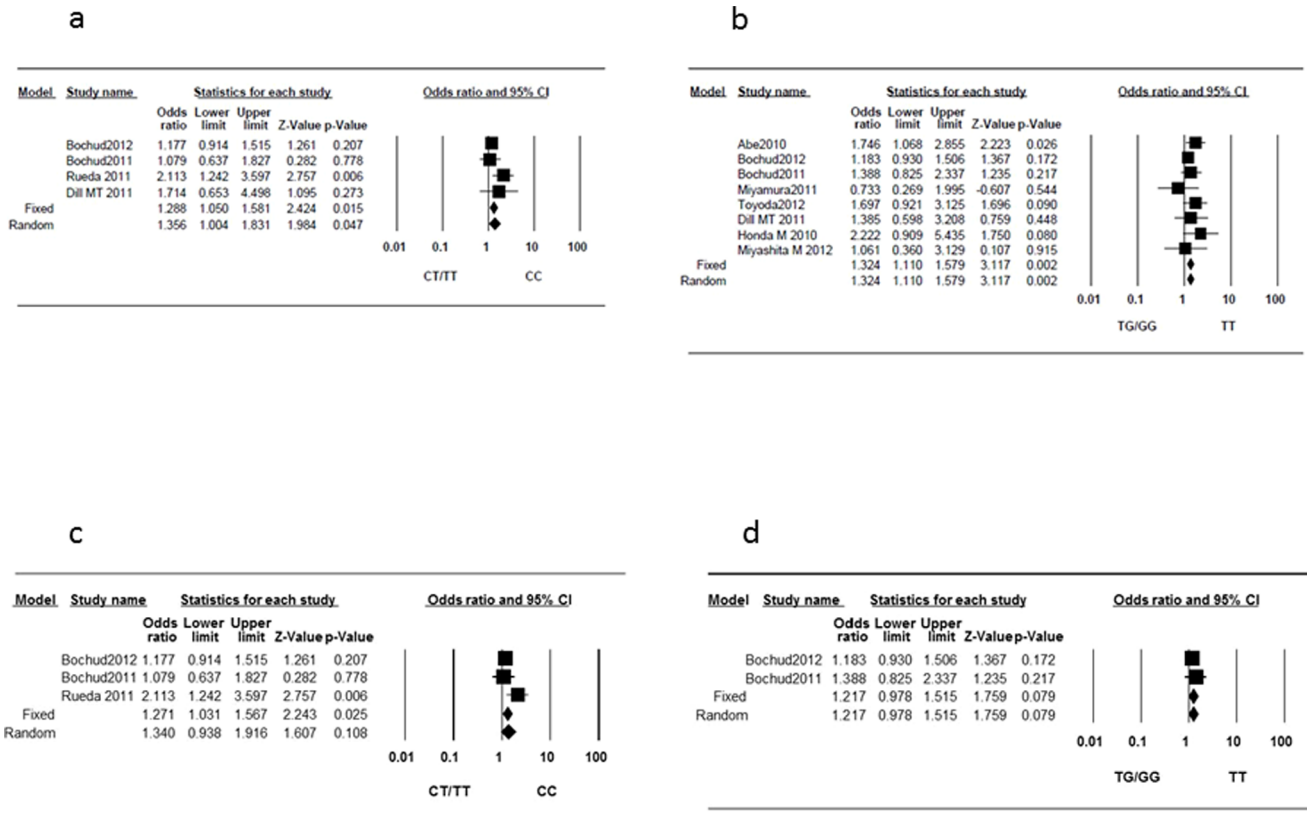 a
Model Study name Statistics for each study Odds ratio and 95% CI
Odds Lower Upper
ratio limit limit Z-Value p-Value
Bochud2012 1.177 0.914 1.515 1.261 0.207
Bochud2011 1.079 0.637 1.827 0.282 0.778
Rueda 2011 2.113 1.242 3.597 2.757 0.006
Dill MT 2011 1.714 0.653 4.498 1.095 0.273
Fixed 1.288 1.050 1.581 2.424 0.015
Random 1.356 1.004 1.831 1.984 0.047
0.01 0.1 1 10 100
CT/TT CC
b
Model Study name Statistics for each study Odds ratio and 95% CI
Odds Lower Upper
ratio limit limit Z-Value p-Value
Abe2010 1.746 1.068 2.855 2.223 0.026
Bochud2012 1.183 0.930 1.506 1.367 0.172
Bochud2011 1.388 0.825 2.337 1.235 0.217
Miyamura2011 0.733 0.269 1.995 -0.607 0.544
Toyoda2012 1.697 0.921 3.125 1.696 0.090
Dill MT 2011 1.385 0.598 3.208 0.759 0.448
Honda M 2010 2.222 0.909 5.435 1.750 0.080
Miyashita M 2012 1.061 0.360 3.129 0.107 0.915
Fixed 1.324 1.110 1.579 3.117 0.002
Random 1.324 1.110 1.579 3.117 0.002
0.01 0.1 1 10 100
TG/GG TT
c
Model Study name Statistics for each study Odds ratio and 95% CI
Odds Lower Upper
ratio limit limit Z-Value p-Value
Bochud2012 1.177 0.914 1.515 1.261 0.207
Bochud2011 1.079 0.637 1.827 0.282 0.778
Rueda 2011 2.113 1.242 3.597 2.757 0.006
Fixed 1.271 1.031 1.567 2.243 0.025
Random 1.340 0.938 1.916 1.607 0.108
0.01 0.1 1 10 100
CT/TT CC
d
Model Study name Statistics for each study Odds ratio and 95% CI
Odds Lower Upper
ratio limit limit Z-Value p-Value
Bochud2012 1.183 0.930 1.506 1.367 0.172
Bochud2011 1.388 0.825 2.337 1.235 0.217
Fixed 1.217 0.978 1.515 1.759 0.079
Random 1.217 0.978 1.515 1.759 0.079
0.01 0.1 1 10 100
TG/GG TT